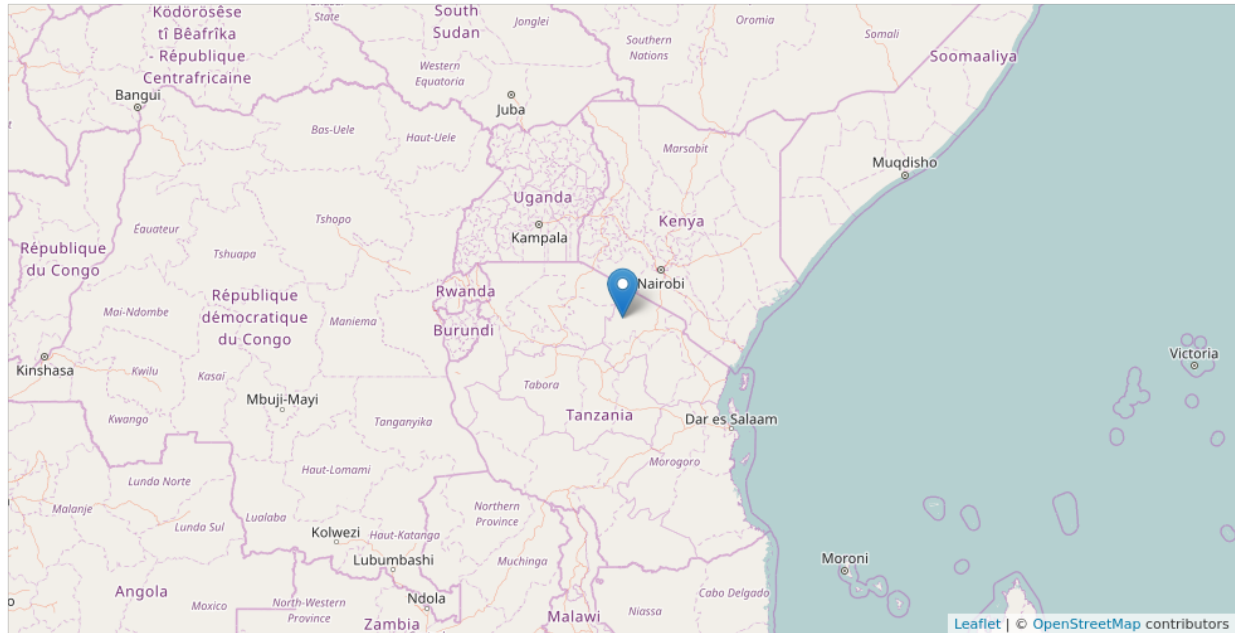 Ködörösêse
tî Bêafrîka
- République
Centrafricaine
State
South
Sudan
Jonglei
Southern
Nations
Oromia
Somali
Soomaaliya
Western
Equatoria
Bangui
Juba
Bas-Uele
Haut-Uele
Marsabit
Muqdisho
Uganda
Kampala
Kenya
Tshopo
Équateur
République
du Congo
Tshuapa
Nairobi
Rwanda
République
démocratique
du Congo
Mai-Ndombe
Maniema
Burundi
Kinshasa
Kwilu
Kasaï
Victoria
Tabora
Mbuji-Mayi
Kwango
Tanganyika
Tanzania
Dar es Salaam
Haut-Lomami
Morogoro
Lunda Norte
Malanje
Lunda Sul
Lualaba
Northern
Province
Kolwezi
Haut-Katanga
Lubumbashi
Muchinga
Moroni
Angola
Moxico
North-Western
Province
Ndola
Zambia
Malawi
Niassa
Cabo Delgado
Leaflet | © OpenStreetMap contributors